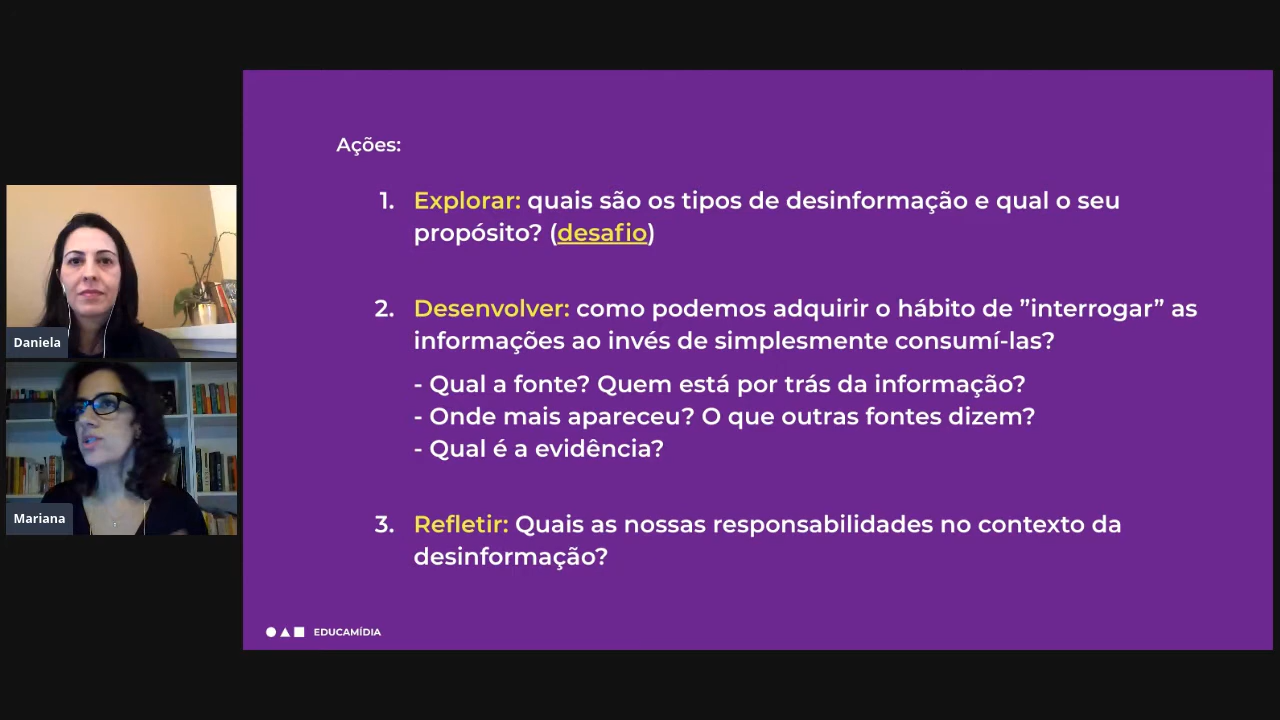 Ações:
1. Explorar: quais são os tipos de desinformação e qual o seu
propósito? (desafio)
2. Desenvolver: como podemos adquirir o hábito de ”interrogar” as
informações ao invés de simplesmente consumí-las?
- Qual a fonte? Quem está por trás da informação?
- Onde mais apareceu? O que outras fontes dizem?
- Qual é a evidência?
3. Refletir: Quais as nossas responsabilidades no contexto da
desinformação?
EDUCAMÍDIA
Daniela
Mariana